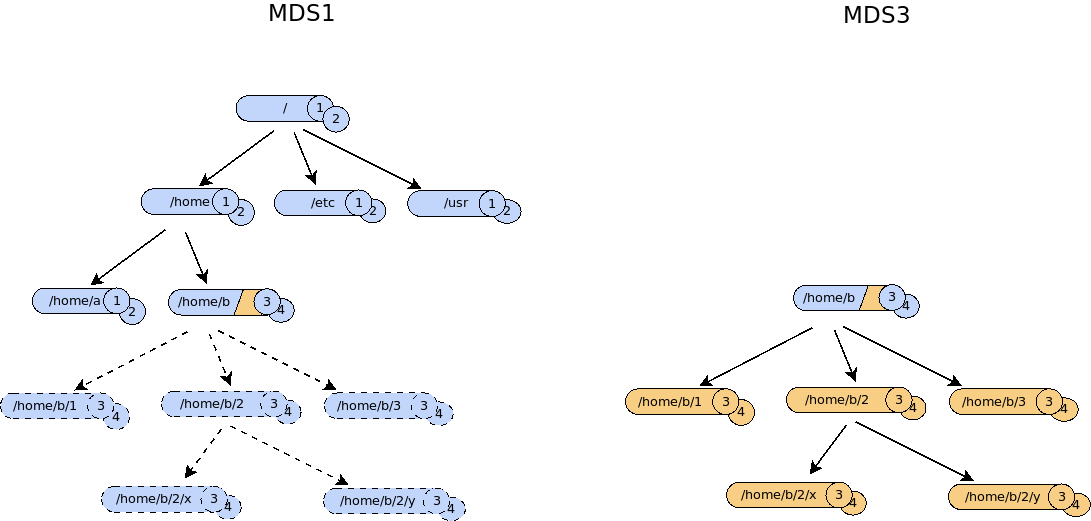 MDS1
MDS3
/ 1 2
/home 1 2
/etc 1 2
/usr 1 2
/home/a 1 2
/home/b 3 4
/home/b 3 4
/home/b/1 3 4
/home/b/2 3 4
/home/b/3 3 4
/home/b/1 3 4
/home/b/2 3 4
/home/b/3 3 4
/home/b/2/x 3 4
/home/b/2/y 3 4
/home/b/2/x 3 4
/home/b/2/y 3 4